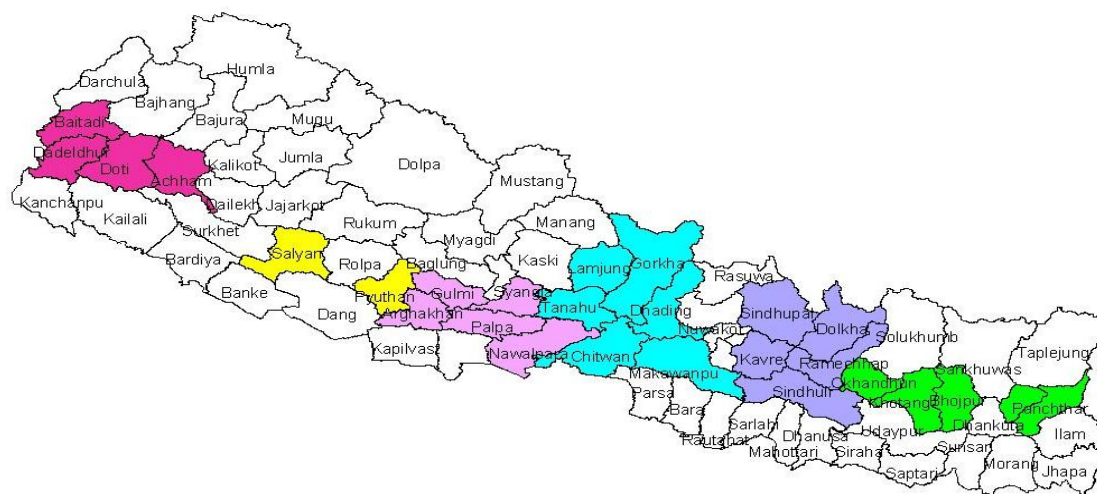 Humla
Darchula
Bajhang
Bajura
Mugu
Baitadi
Dadeldhur
Doti
Achham
Kalikot
Jumla
Dolpa
Mustang
Kanchanpu
Kailali
Dailekh
Jajarkot
Rukum
Manang
Surkhet
Salyan
Myagdi
Kaski
Bardiya
Rolpa
Baglung
Lamjung
Gorkha
Rasuwa
Banke
Pyuthan
Gulmi
Syangja
Tanahu
Dhading
Sindhupal
Dang
Arghakhan
Palpa
Nuwakot
Dolkha
Solukhumb
Kapilvas
Nawalpara
Chitwan
Kavre
Ramechhap
Sankhuwas
Taplejung
Makawanpu
Parsa
Sindhuli
Okhandhun
Khotang
Bhojpur
Panchthar
Bara
Rautahat
Sarlahi
Mahottari
Dhanusa
Siraha
Udaypur
Dhankuta
Ilam
Saptari
Sunsari
Morang
Jhapa